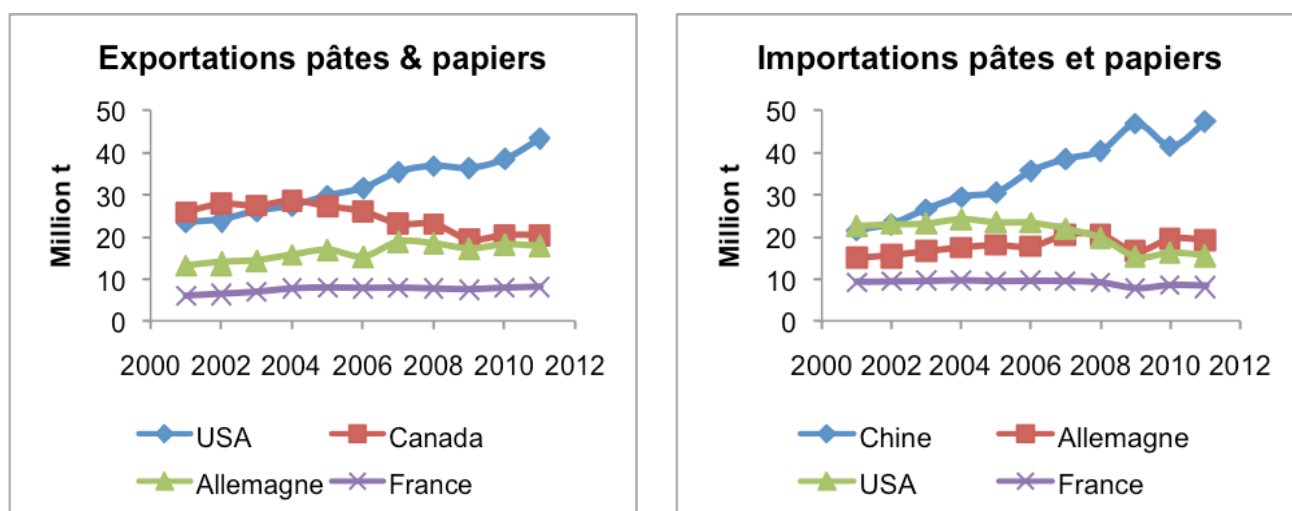 Exportations pâtes & papiers
Million t
50
40
30
20
10
0
2000 2002 2004 2006 2008 2010 2012
USA Canada
Allemagne France
Importations pâtes et papiers
Million t
50
40
30
20
10
0
2000 2002 2004 2006 2008 2010 2012
Chine Allemagne
USA France